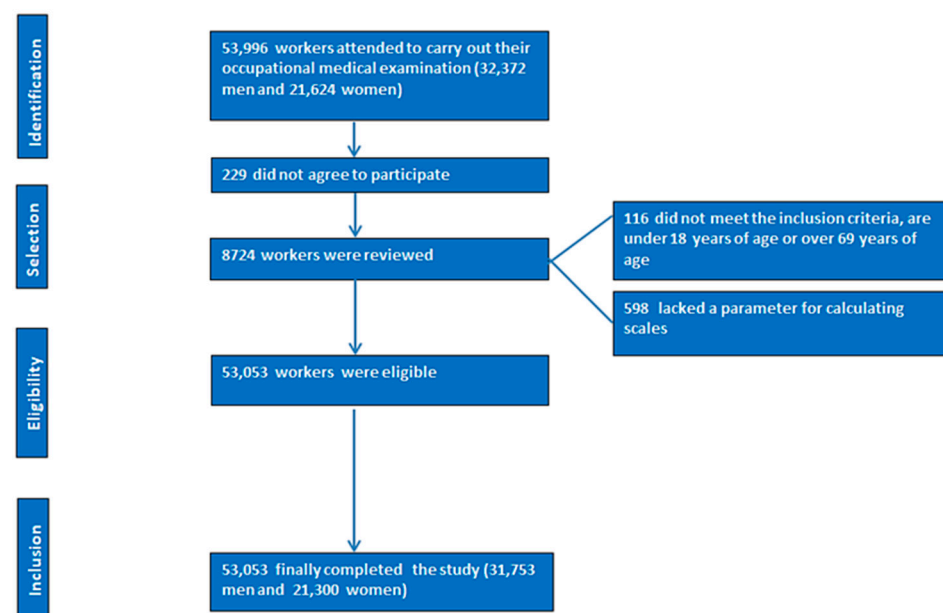 Identification
53,996 workers attended to carry out their
occupational medical examination (32,372
men and 21,624 women)
229 did not agree to participate
Selection
8724 workers were reviewed
116 did not meet the inclusion criteria, are
under 18 years of age or over 69 years of
age
598 lacked a parameter for calculating
scales
Eligibility
53,053 workers were eligible
Inclusion
53,053 finally completed the study (31,753
men and 21,300 women)